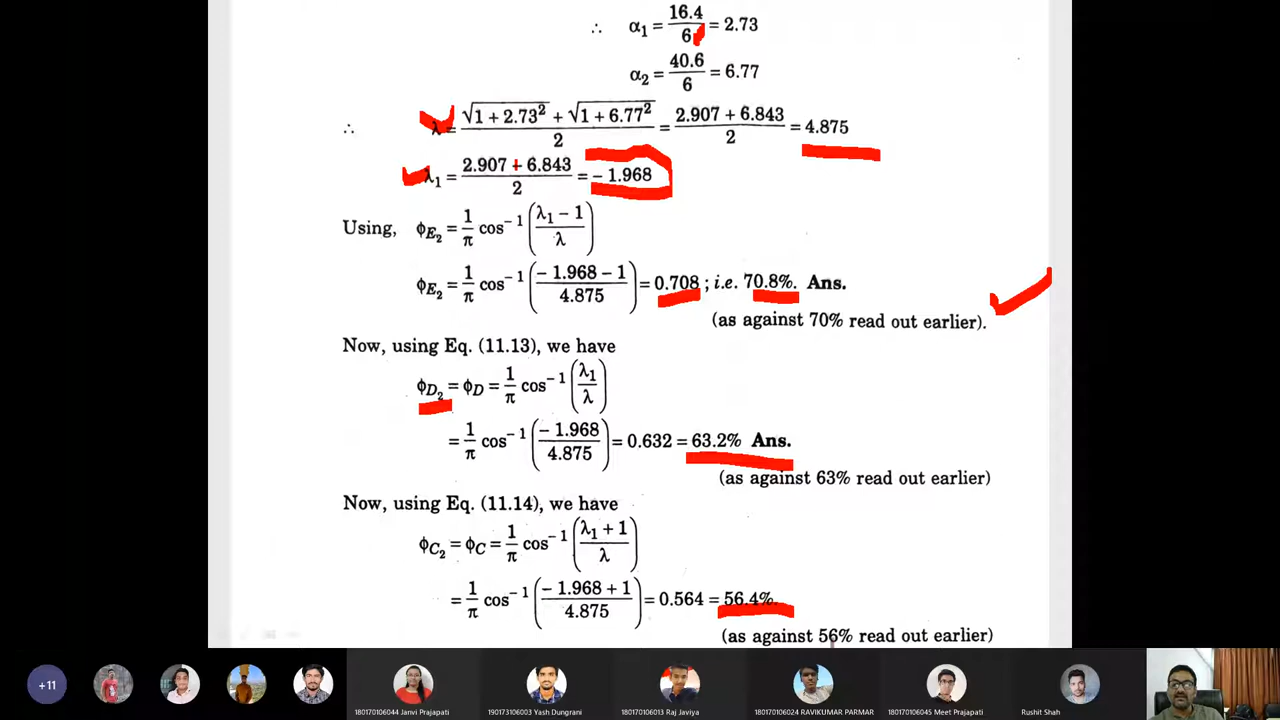 ∴ α₁ = 16.4/6 = 2.73
α₂ = 40.6/6 = 6.77
∴ λ = (√(1 + 2.73²) + √(1 + 6.77²))/2 = (2.907 + 6.843)/2 = 4.875
λ₁ = (2.907 + 6.843)/2 = – 1.968
Using, ϕ_E₂ = 1/π cos⁻¹ ((λ₁ – 1)/λ)
ϕ_E₂ = 1/π cos⁻¹ ((– 1.968 – 1)/4.875) = 0.708 ; i.e. 70.8%. Ans.
(as against 70% read out earlier).
Now, using Eq. (11.13), we have
ϕ_D₂ = ϕ_D = 1/π cos⁻¹ (λ₁/λ)
= 1/π cos⁻¹ (– 1.968/4.875) = 0.632 = 63.2% Ans.
(as against 63% read out earlier)
Now, using Eq. (11.14), we have
ϕ_C₂ = ϕ_C = 1/π cos⁻¹ ((λ₁ + 1)/λ)
= 1/π cos⁻¹ ((– 1.968 + 1)/4.875) = 0.564 = 56.4%.
(as against 56% read out earlier)
+11
180170106044 Janvi Prajapati
190173106003 Yash Dungrani
180170106013 Raj Javiya
180170106024 RAVIKUMAR PARMAR
180170106045 Meet Prajapati
Rushit Shah